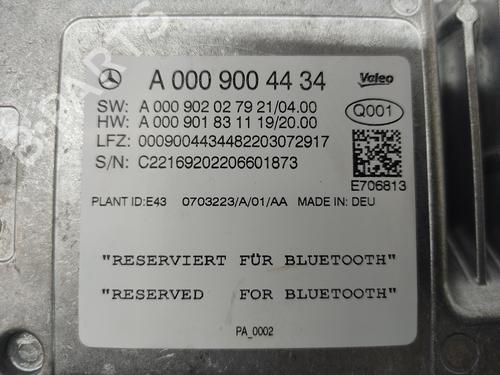 A 000 900 44 34
Valeo
SW: A 000 902 02 79 21/04.00
HW: A 000 901 83 11 19/20.00
Q001
LFZ: 0009004434482203072917
S/N: C22169202206601873
E706813
PLANT ID:E43 0703223/A/01/AA MADE IN: DEU
"RESERVIERT FÜR BLUETOOTH"
"RESERVED FOR BLUETOOTH"
PA_0002